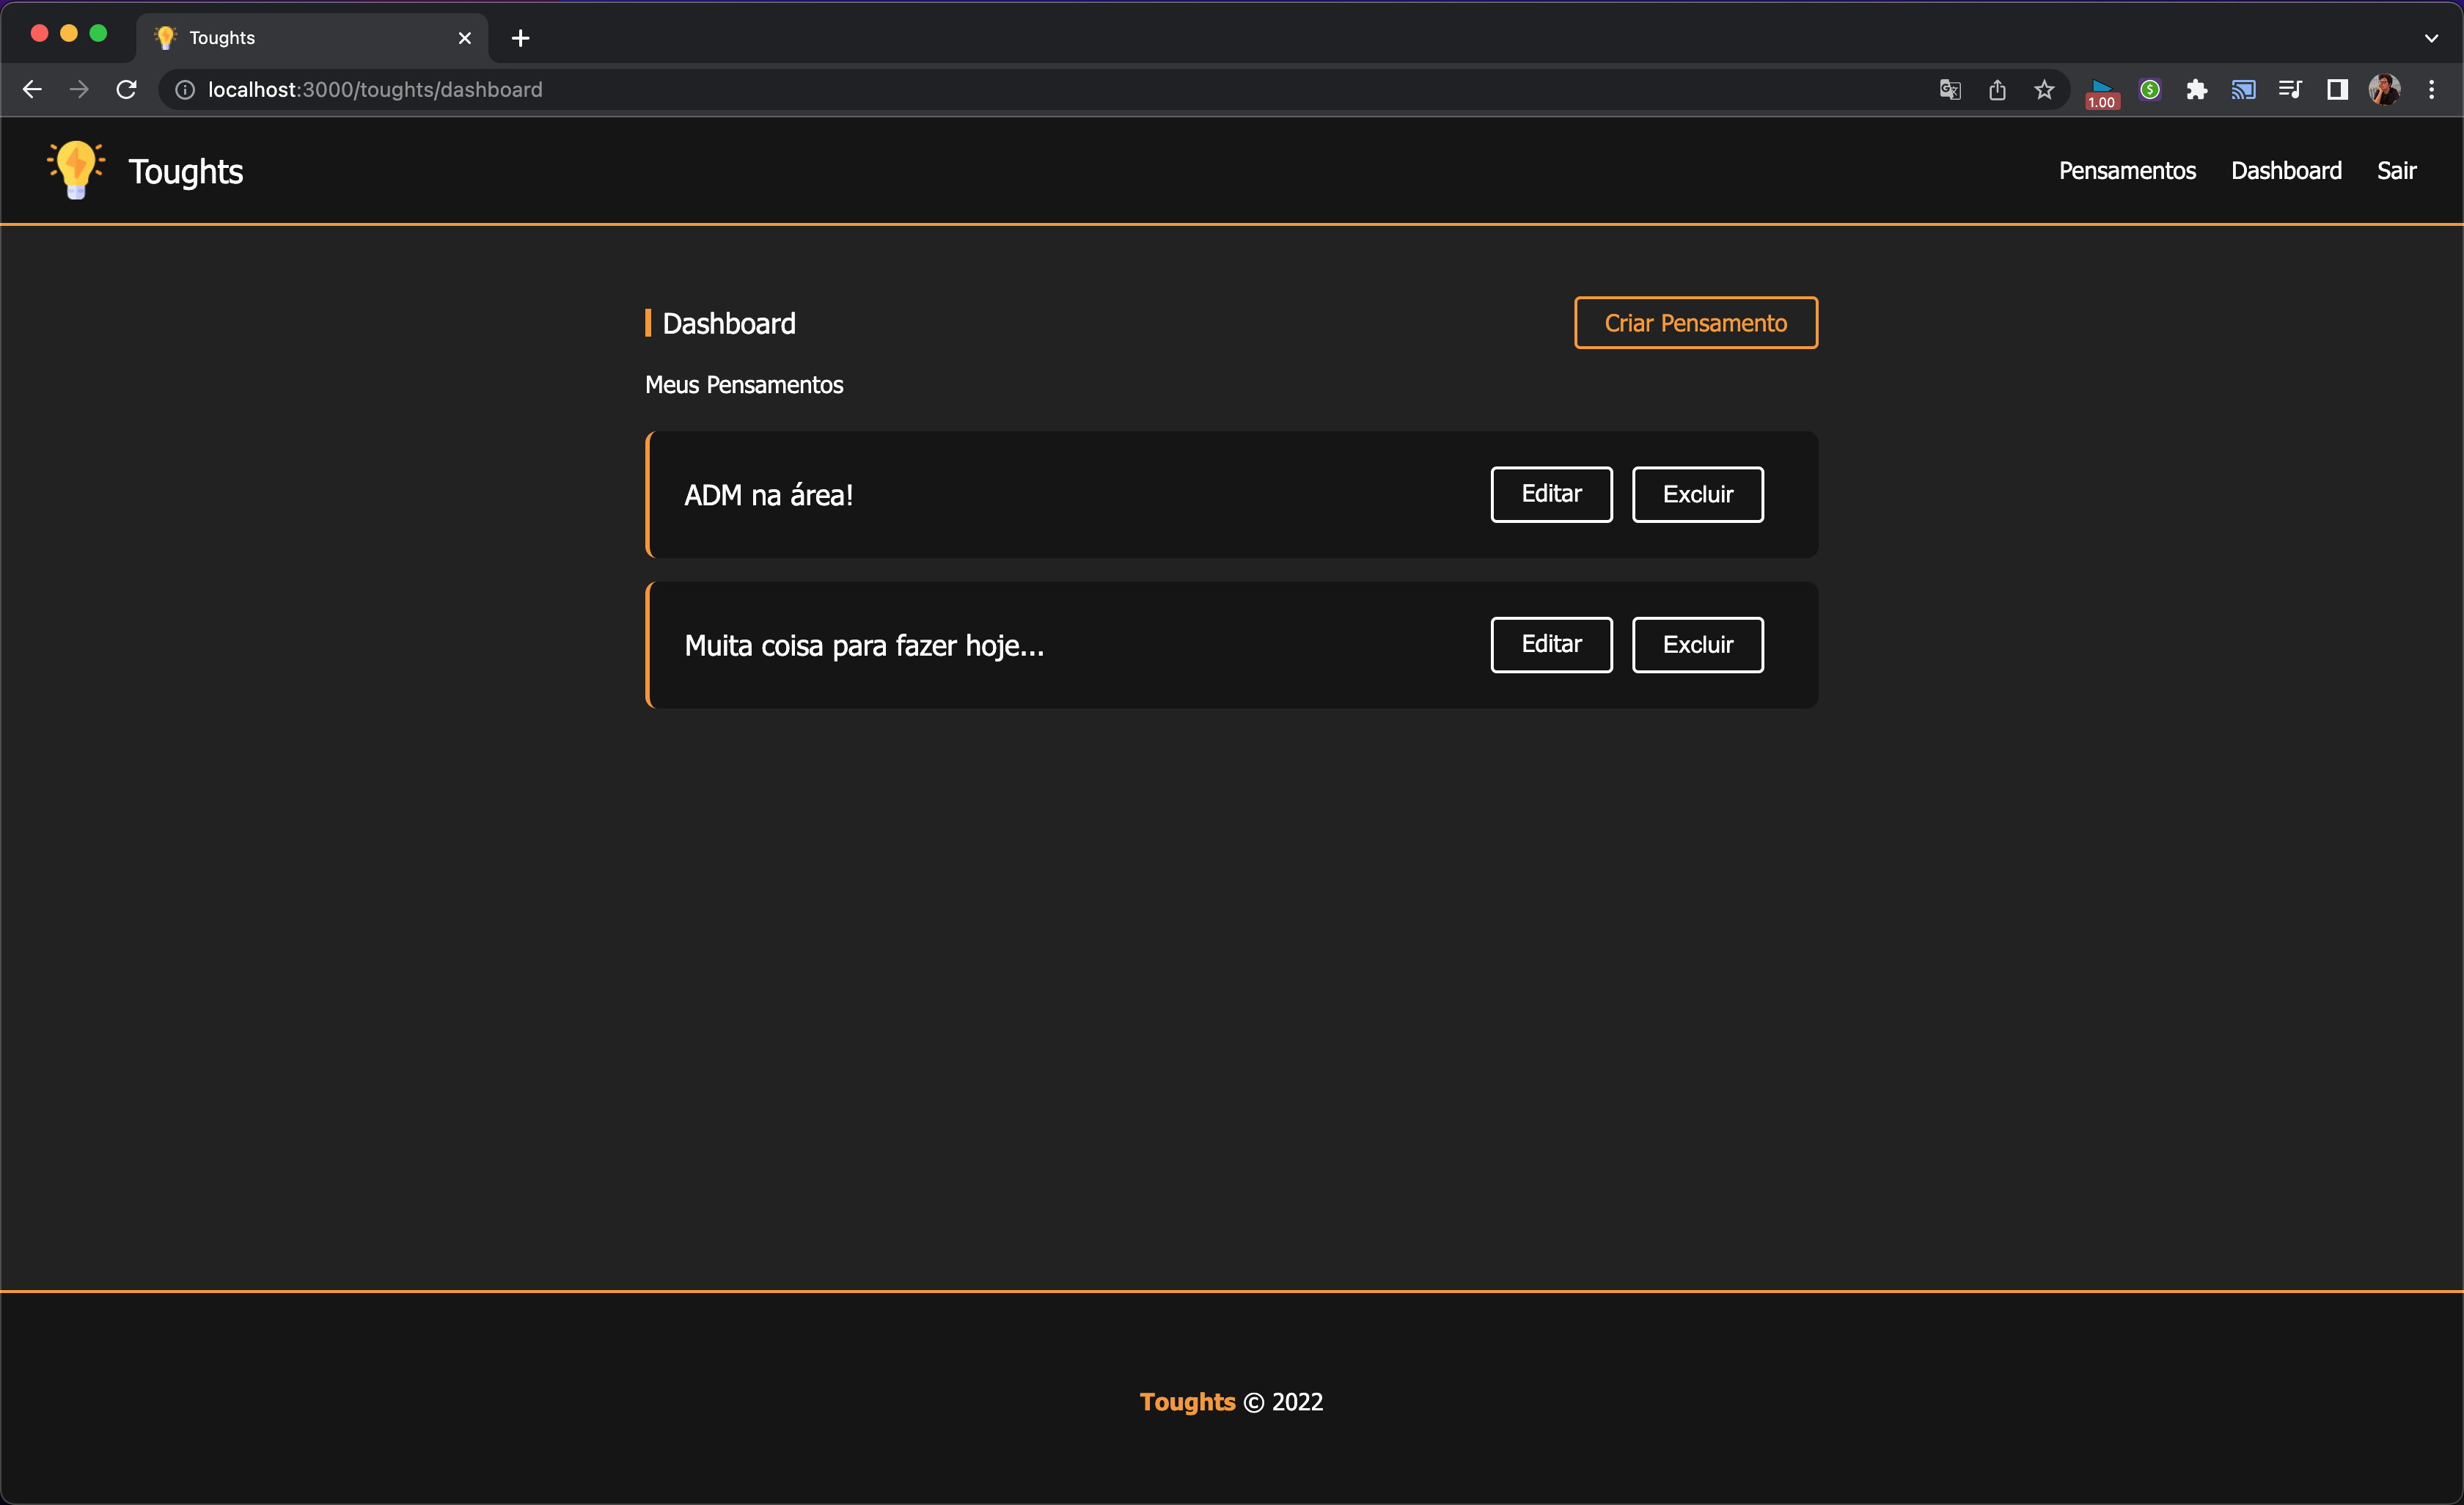 Toughts
localhost:3000/toughts/dashboard
1.00
Toughts
Pensamentos Dashboard Sair
Dashboard
Criar Pensamento
Meus Pensamentos
ADM na área!
Editar Excluir
Muita coisa para fazer hoje...
Editar Excluir
Toughts © 2022